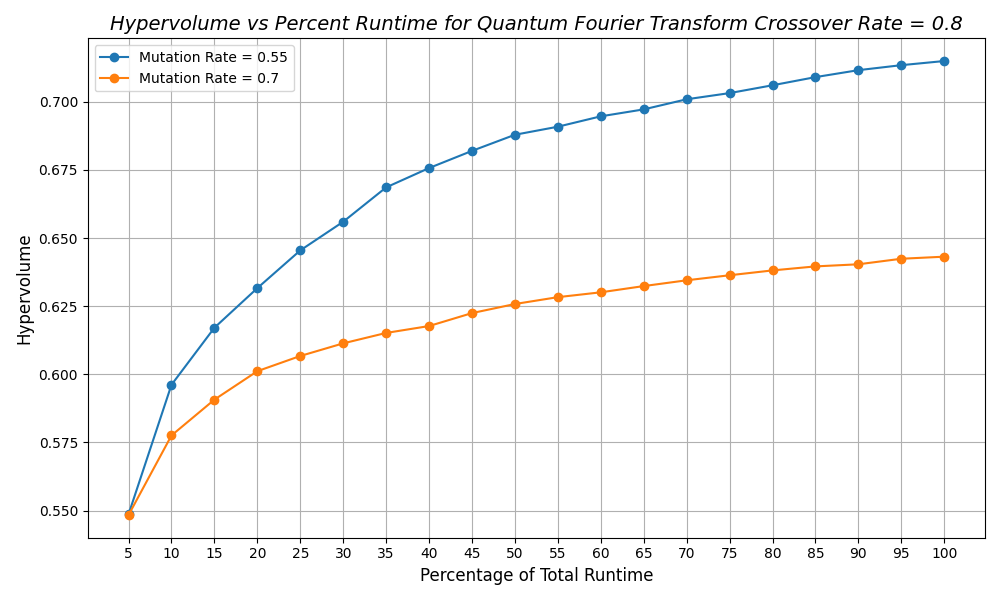 Hypervolume vs Percent Runtime for Quantum Fourier Transform Crossover Rate = 0.8
Mutation Rate = 0.55
Mutation Rate = 0.7
Hypervolume
0.700
0.675
0.650
0.625
0.600
0.575
0.550
5 10 15 20 25 30 35 40 45 50 55 60 65 70 75 80 85 90 95 100
Percentage of Total Runtime